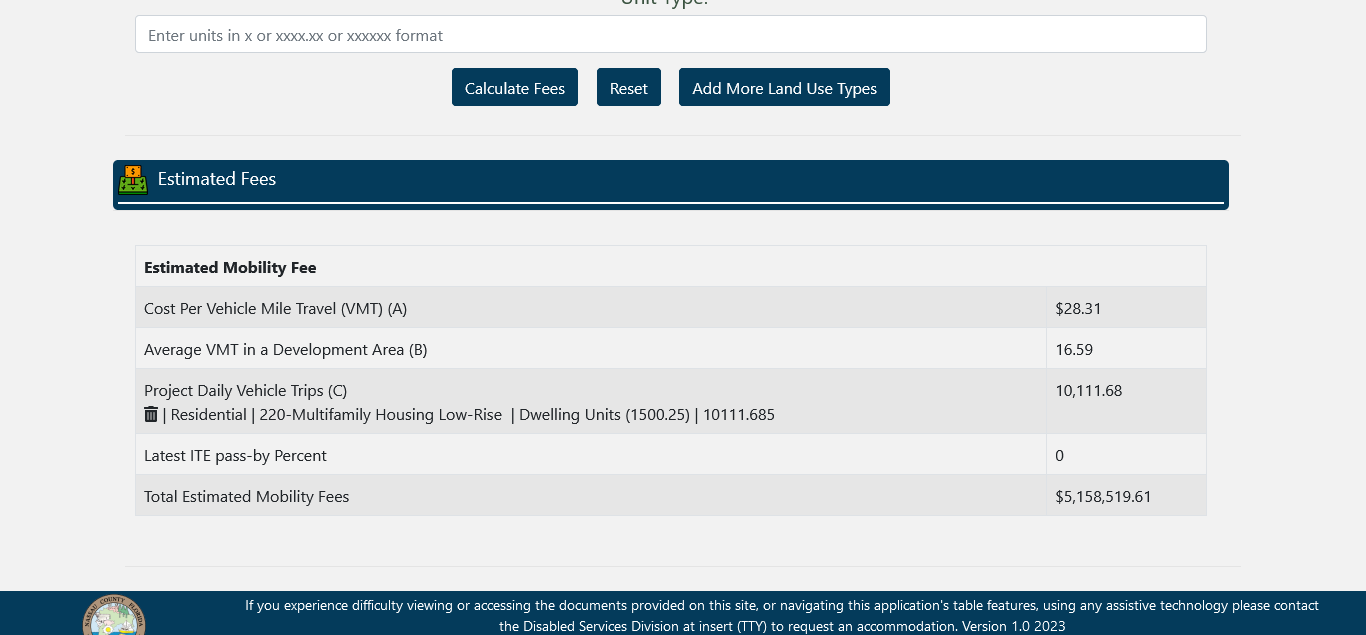 Unit Type:
Enter units in x or xxxx.xx or xxxxxx format
Calculate Fees Reset Add More Land Use Types
Estimated Fees
Estimated Mobility Fee
Cost Per Vehicle Mile Travel (VMT) (A) $28.31
Average VMT in a Development Area (B) 16.59
Project Daily Vehicle Trips (C) 10,111.68
| Residential | 220-Multifamily Housing Low-Rise | Dwelling Units (1500.25) | 10111.685
Latest ITE pass-by Percent 0
Total Estimated Mobility Fees $5,158,519.61
NASSAU COUNTY FLORIDA
If you experience difficulty viewing or accessing the documents provided on this site, or navigating this application's table features, using any assistive technology please contact
the Disabled Services Division at insert (TTY) to request an accommodation. Version 1.0 2023